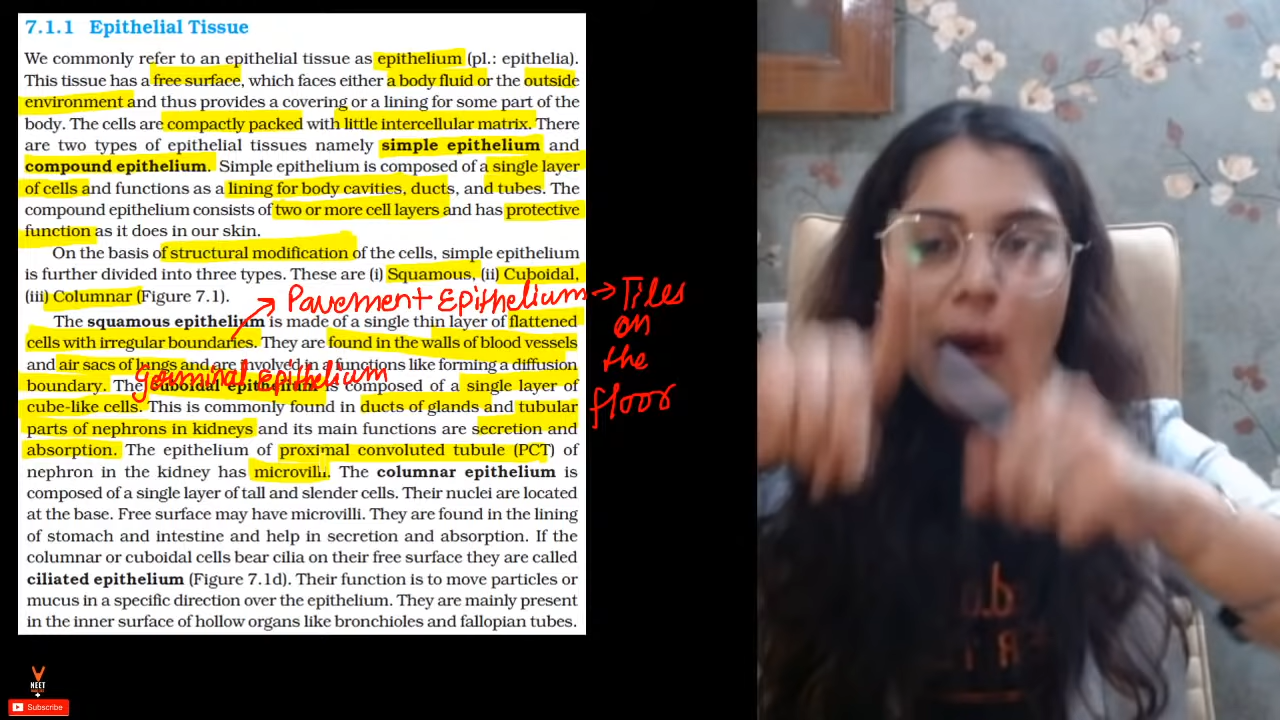 7.1.1 Epithelial Tissue
We commonly refer to an epithelial tissue as epithelium (pl.: epithelia).
This tissue has a free surface, which faces either a body fluid or the outside
environment and thus provides a covering or a lining for some part of the
body. The cells are compactly packed with little intercellular matrix. There
are two types of epithelial tissues namely simple epithelium and
compound epithelium. Simple epithelium is composed of a single layer
of cells and functions as a lining for body cavities, ducts, and tubes. The
compound epithelium consists of two or more cell layers and has protective
function as it does in our skin.
On the basis of structural modification of the cells, simple epithelium
is further divided into three types. These are (i) Squamous, (ii) Cuboidal,
(iii) Columnar (Figure 7.1).
Pavement Epithelium → Tiles
on
the
floor
The squamous epithelium is made of a single thin layer of flattened
cells with irregular boundaries. They are found in the walls of blood vessels
and air sacs of lungs and are involved in a functions like forming a diffusion
Germinal epithelium
boundary. The cuboidal epithelium is composed of a single layer of
cube-like cells. This is commonly found in ducts of glands and tubular
parts of nephrons in kidneys and its main functions are secretion and
absorption. The epithelium of proximal convoluted tubule (PCT) of
nephron in the kidney has microvilli. The columnar epithelium is
composed of a single layer of tall and slender cells. Their nuclei are located
at the base. Free surface may have microvilli. They are found in the lining
of stomach and intestine and help in secretion and absorption. If the
columnar or cuboidal cells bear cilia on their free surface they are called
ciliated epithelium (Figure 7.1d). Their function is to move particles or
mucus in a specific direction over the epithelium. They are mainly present
in the inner surface of hollow organs like bronchioles and fallopian tubes.
NEET
Subscribe